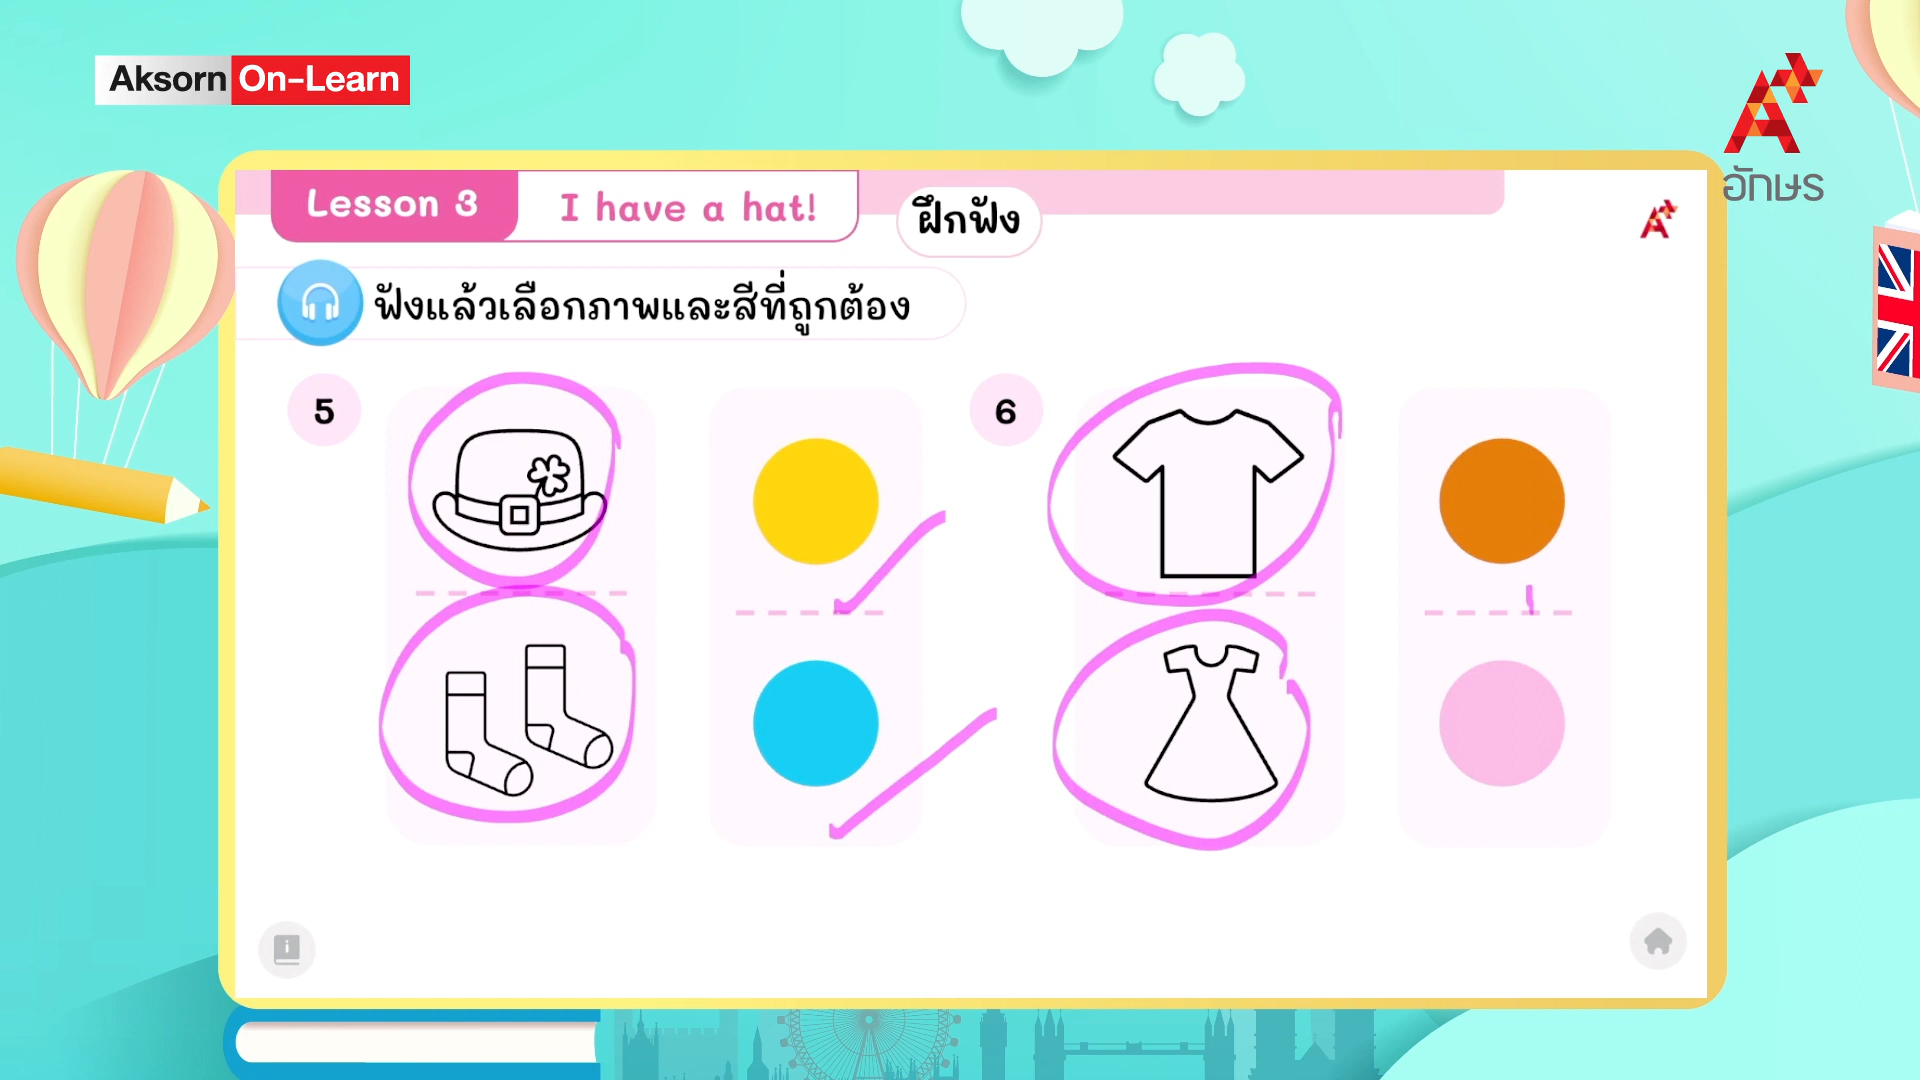 Aksorn On-Learn
อักษร
Lesson 3
I have a hat!
ฝึกฟัง
ฟังแล้วเลือกภาพและสีที่ถูกต้อง
5
6